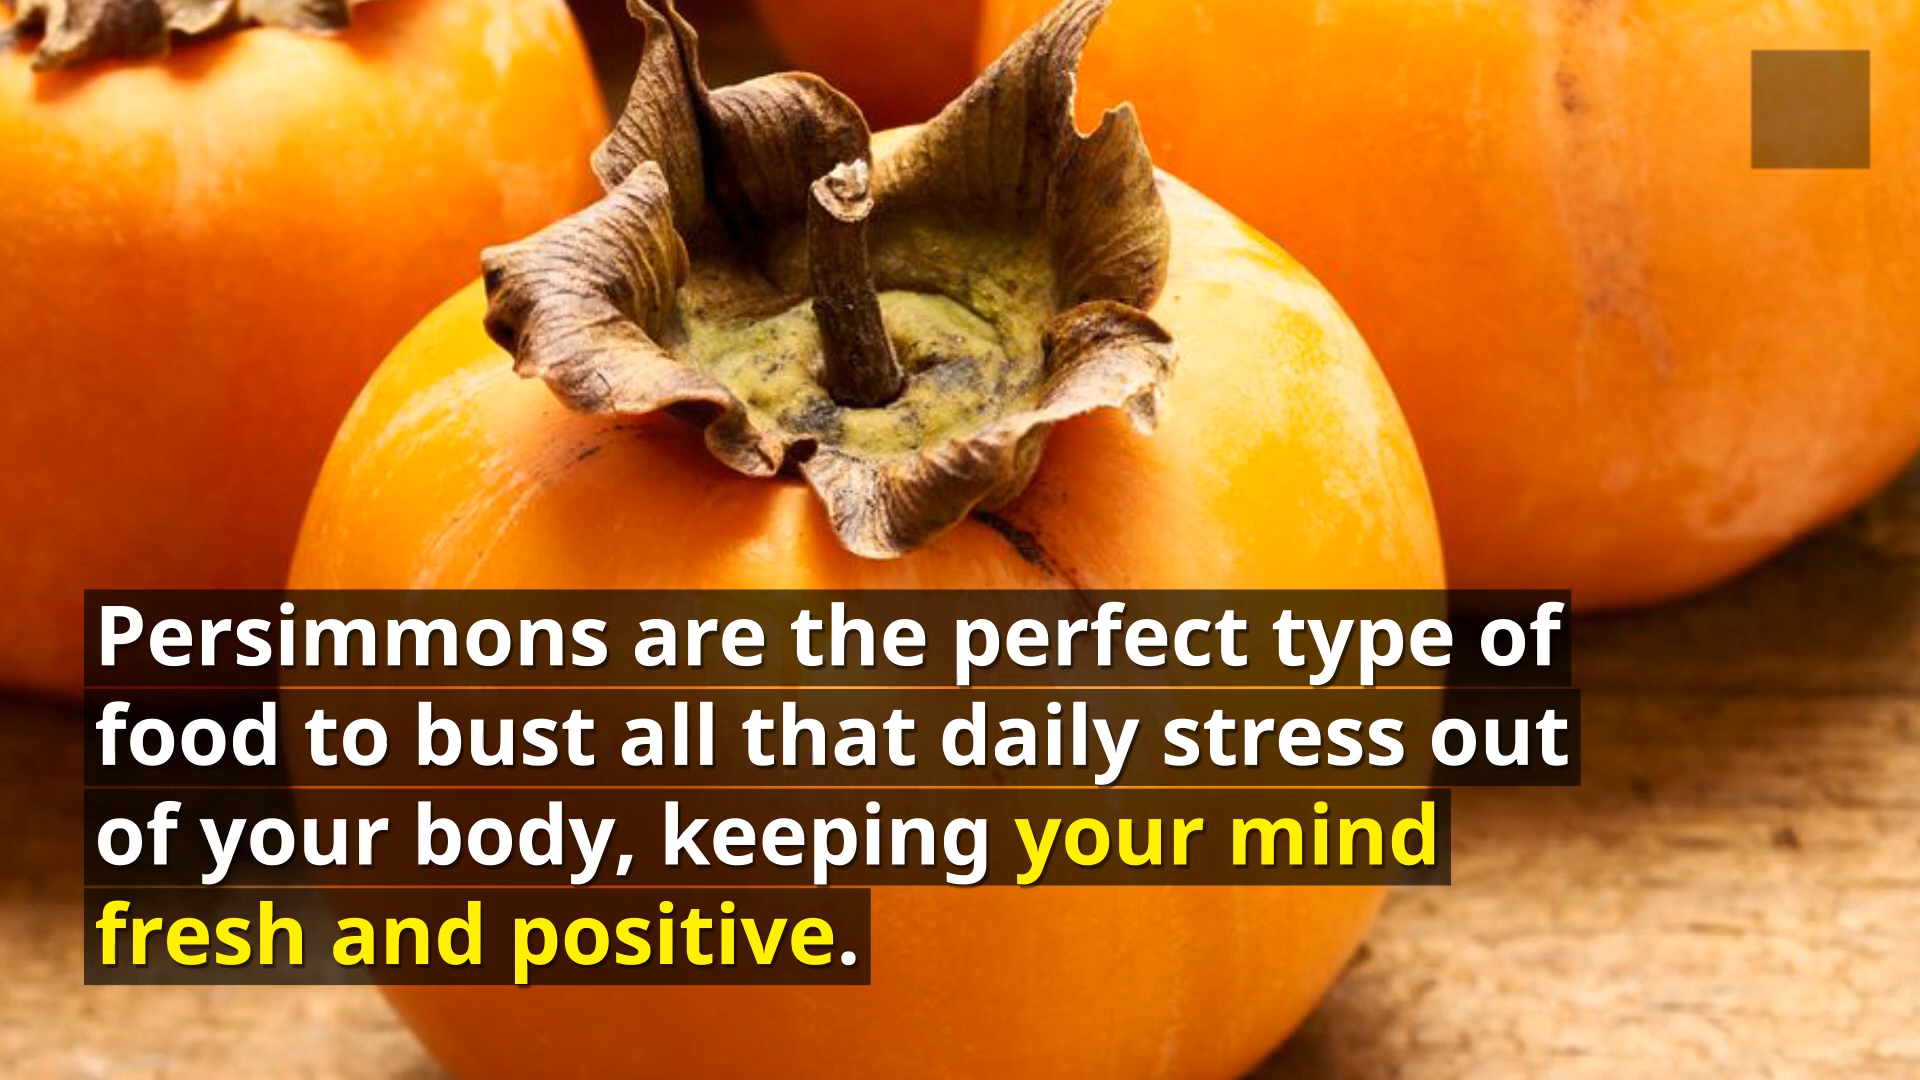 Persimmons are the perfect type of
food to bust all that daily stress out
of your body, keeping your mind
fresh and positive.